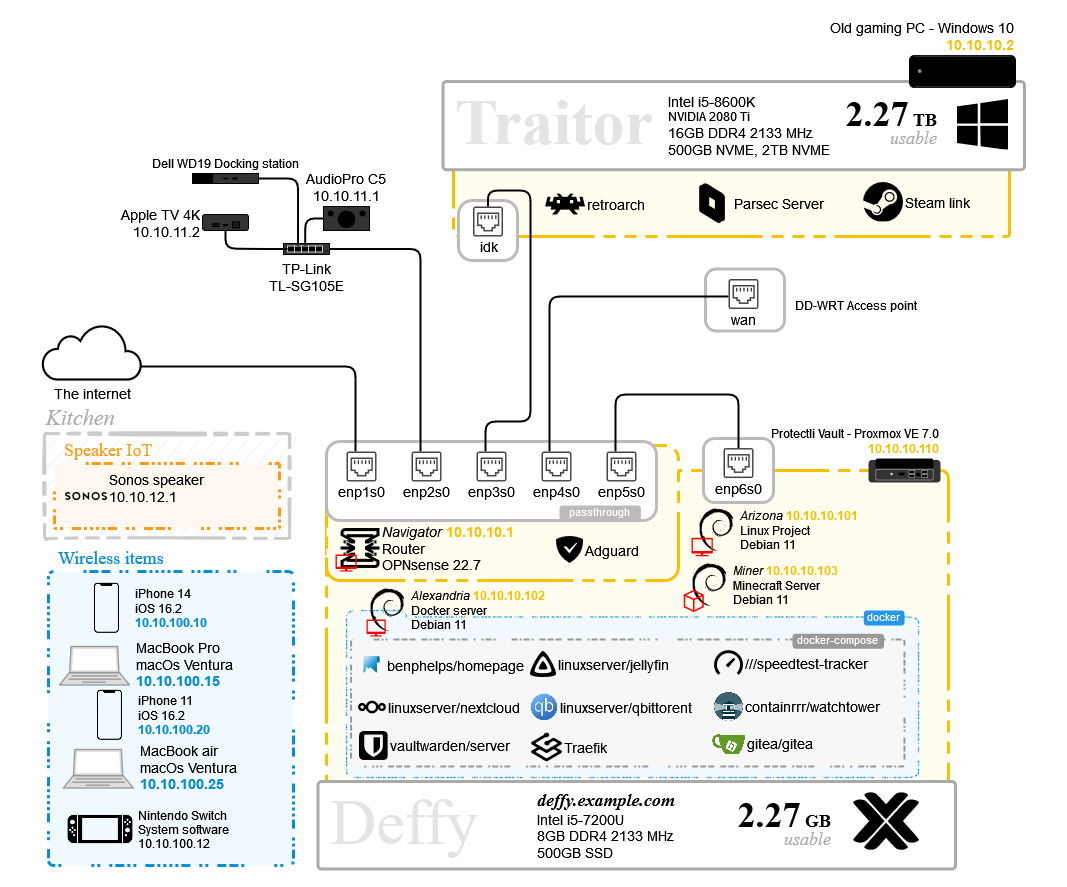 Old gaming PC - Windows 10
10.10.10.2
Traitor
Intel i5-8600K
NVIDIA 2080 Ti
16GB DDR4 2133 MHz
500GB NVME, 2TB NVME
2.27 TB
usable
retroarch
Parsec Server
Steam link
idk
Dell WD19 Docking station
AudioPro C5
10.10.11.1
Apple TV 4K
10.10.11.2
TP-Link
TL-SG105E
wan
DD-WRT Access point
The internet
Kitchen
Speaker IoT
Sonos speaker
SONOS 10.10.12.1
Wireless items
iPhone 14
iOS 16.2
10.10.100.10
MacBook Pro
macOs Ventura
10.10.100.15
iPhone 11
iOS 16.2
10.10.100.20
MacBook air
macOs Ventura
10.10.100.25
Nintendo Switch
System software
10.10.100.12
enp1s0
enp2s0
enp3s0
enp4s0
enp5s0
passthrough
enp6s0
Protectli Vault - Proxmox VE 7.0
10.10.10.110
Navigator 10.10.10.1
Router
OPNsense 22.7
Adguard
Arizona 10.10.10.101
Linux Project
Debian 11
Miner 10.10.10.103
Minecraft Server
Debian 11
Alexandria 10.10.10.102
Docker server
Debian 11
docker
docker-compose
benphelps/homepage
linuxserver/jellyfin
///speedtest-tracker
linuxserver/nextcloud
qb
linuxserver/qbittorent
containrrr/watchtower
vaultwarden/server
Traefik
gitea/gitea
Deffy
deffy.example.com
Intel i5-7200U
8GB DDR4 2133 MHz
500GB SSD
2.27 GB
usable